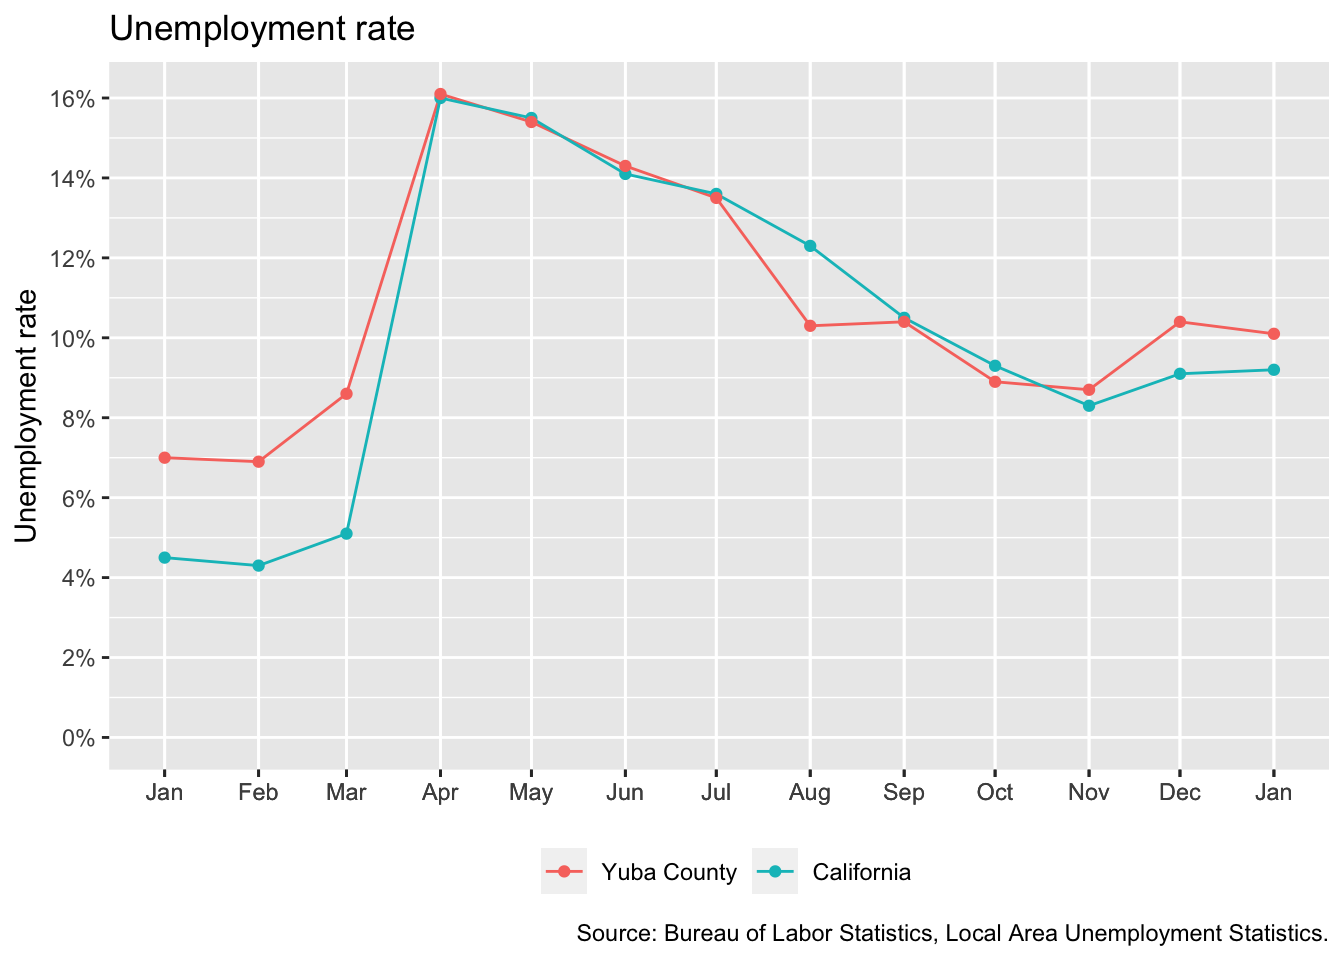 Unemployment rate
Unemployment rate
16%
14%
12%
10%
8%
6%
4%
2%
0%
Jan Feb Mar Apr May Jun Jul Aug Sep Oct Nov Dec Jan
Yuba County California
Source: Bureau of Labor Statistics, Local Area Unemployment Statistics.